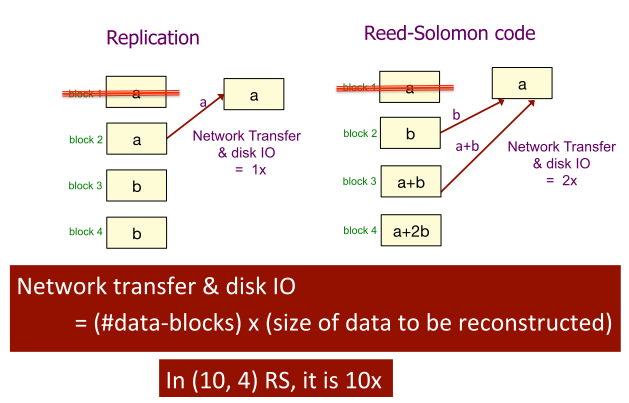 Replication
block 1 a
a
a
block 2 a
Network Transfer
& disk IO
= 1x
block 3 b
block 4 b
Reed-Solomon code
block 1 a
a
b
block 2 b
a+b
Network Transfer
& disk IO
= 2x
block 3 a+b
block 4 a+2b
Network transfer & disk IO
= (#data-blocks) x (size of data to be reconstructed)
In (10, 4) RS, it is 10x